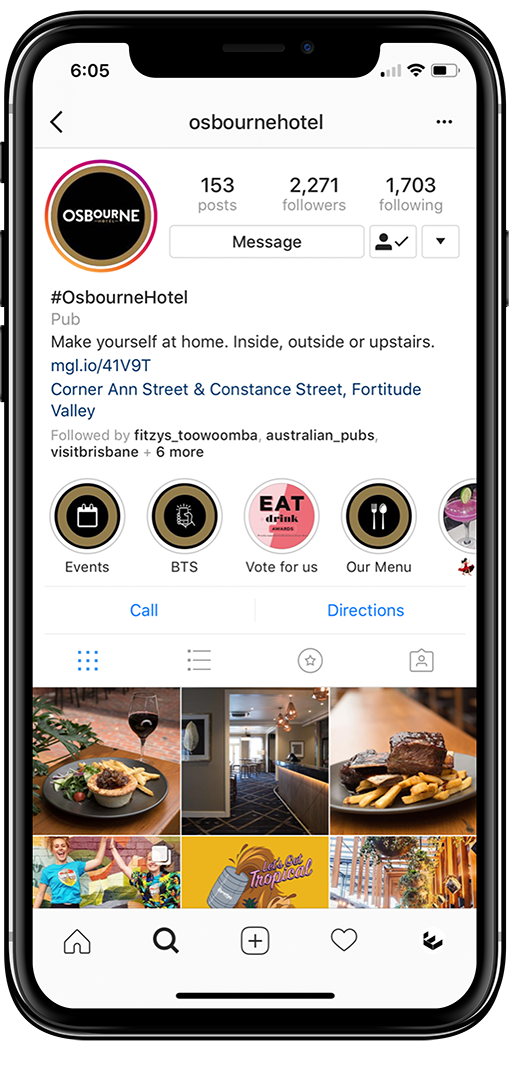 6:05
osbournehotel
OSBOURNE
HOTEL
153
2,271
1,703
posts
followers
following
Message
#OsbourneHotel
Pub
Make yourself at home. Inside, outside or upstairs.
mgl.io/41V9T
Corner Ann Street & Constance Street, Fortitude
Valley
Followed by fitzys_toowoomba, australian_pubs,
visitbrisbane + 6 more
EAT
drink
AWARDS
Events
BTS
Vote for us
Our Menu
Call
Directions
Let's Get
Tropical